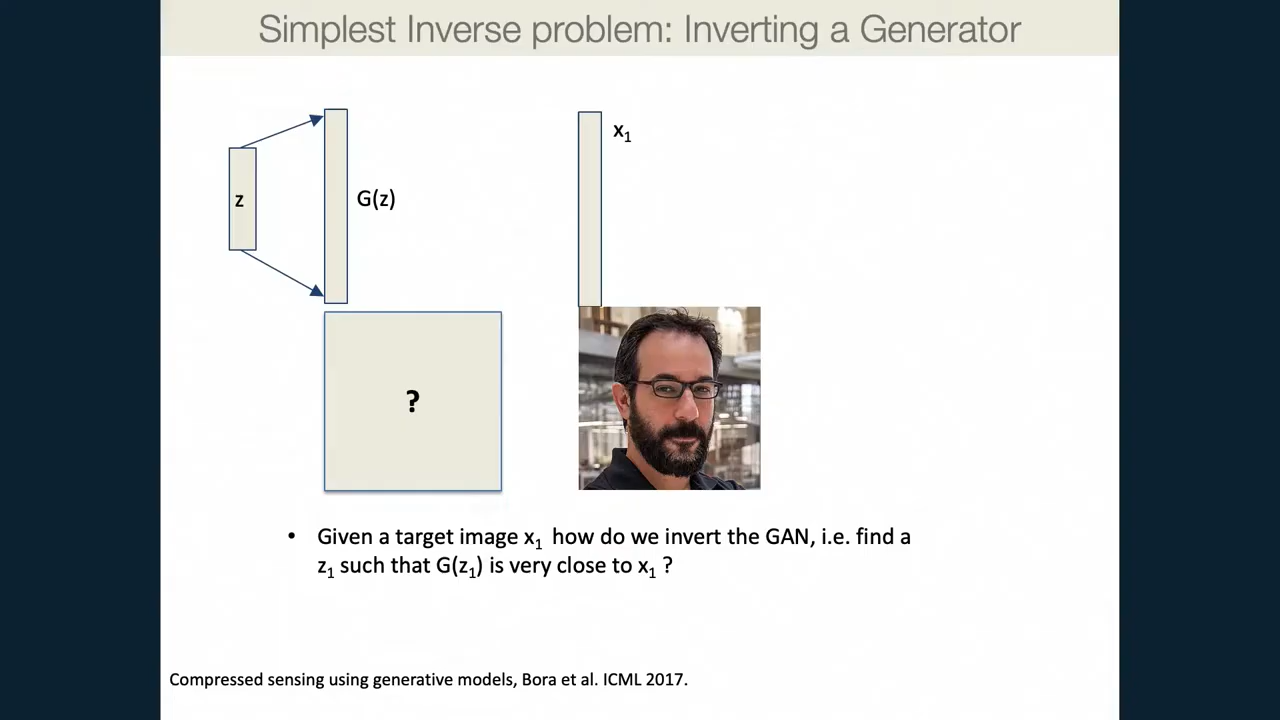 Simplest Inverse problem: Inverting a Generator
x₁
z
G(z)
?
• Given a target image x₁ how do we invert the GAN, i.e. find a
z₁ such that G(z₁) is very close to x₁ ?
Compressed sensing using generative models, Bora et al. ICML 2017.